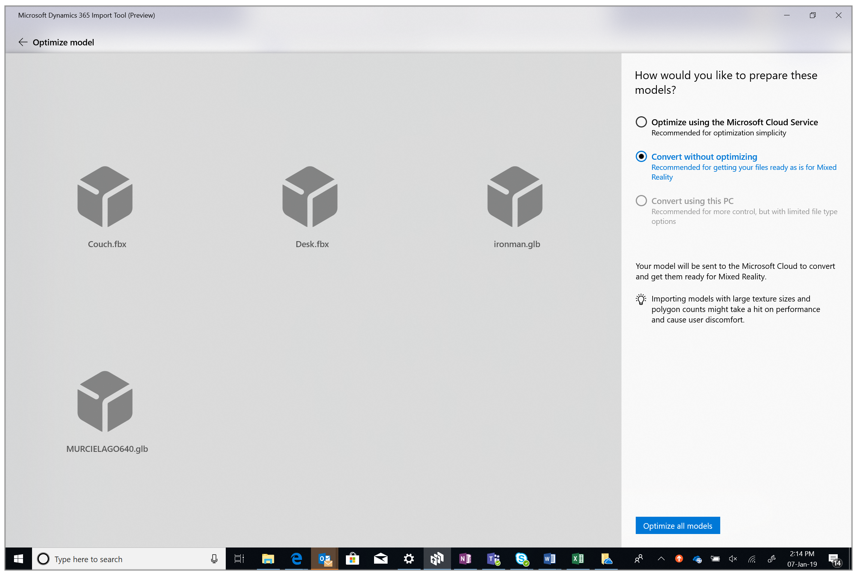 Microsoft Dynamics 365 Import Tool (Preview)
Optimize model
How would you like to prepare these
models?
Optimize using the Microsoft Cloud Service
Recommended for optimization simplicity
Convert without optimizing
Recommended for getting your files ready as is for Mixed
Reality
Convert using this PC
Recommended for more control, but with limited file type
options
Your model will be sent to the Microsoft Cloud to convert
and get them ready for Mixed Reality.
Importing models with large texture sizes and
polygon counts might take a hit on performance
and cause user discomfort.
Couch.fbx
Desk.fbx
ironman.glb
MURCIELAGO640.glb
Optimize all models
Type here to search
2:14 PM
07-Jan-19
14